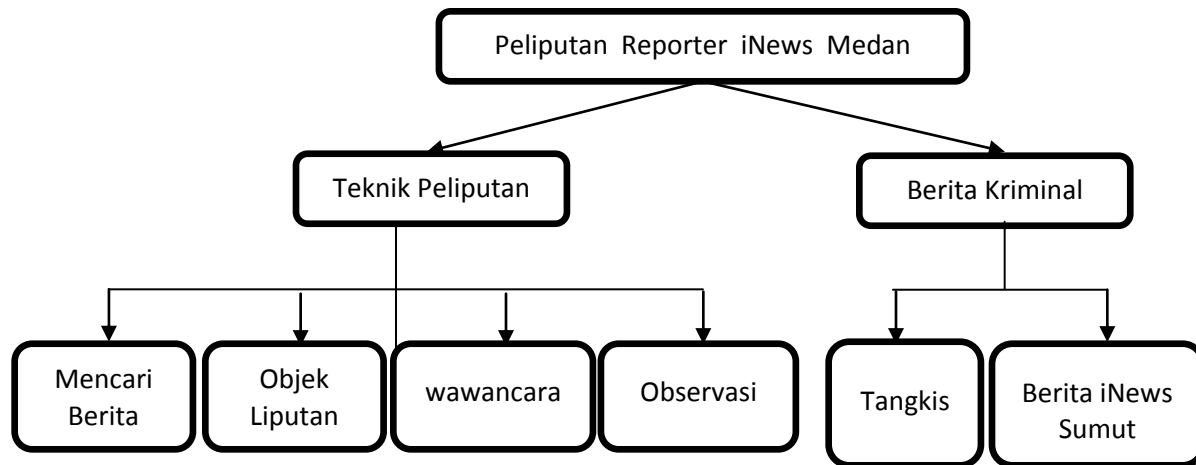 Peliputan Reporter iNews Medan
Teknik Peliputan
Berita Kriminal
Mencari
Berita
Objek
Liputan
wawancara
Observasi
Tangkis
Berita iNews
Sumut